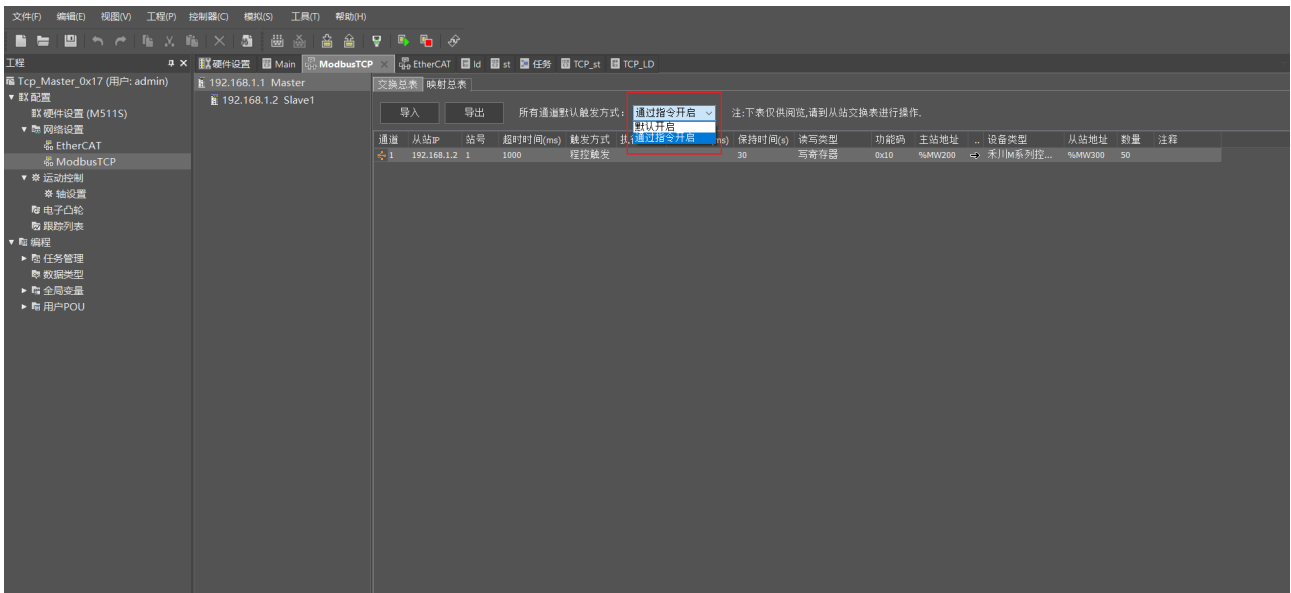 文件(F) 编辑(E) 视图(V) 工程(P) 控制器(C) 模拟(S) 工具(T) 帮助(H)
工程 硬件设置 Main ModbusTCP EtherCAT ld st 任务 TCP_st TCP_LD
Tcp_Master_0x17 (用户: admin)
配置
硬件设置 (M511S)
网络设置
EtherCAT
ModbusTCP
运动控制
轴设置
电子凸轮
跟踪列表
编程
任务管理
数据类型
全局变量
用户POU
192.168.1.1 Master
192.168.1.2 Slave1
交换总表 映射总表
导入 导出 所有通道默认触发方式: 通过指令开启 注:下表仅供阅览,请到从站交换表进行操作.
默认开启
通过指令开启
通道 从站IP 站号 超时时间(ms) 触发方式 ms) 保持时间(s) 读写类型 功能码 主站地址 .. 设备类型 从站地址 数量 注释
1 192.168.1.2 1 1000 程控触发 30 写寄存器 0x10 %MW200 禾川M系列控... %MW300 50